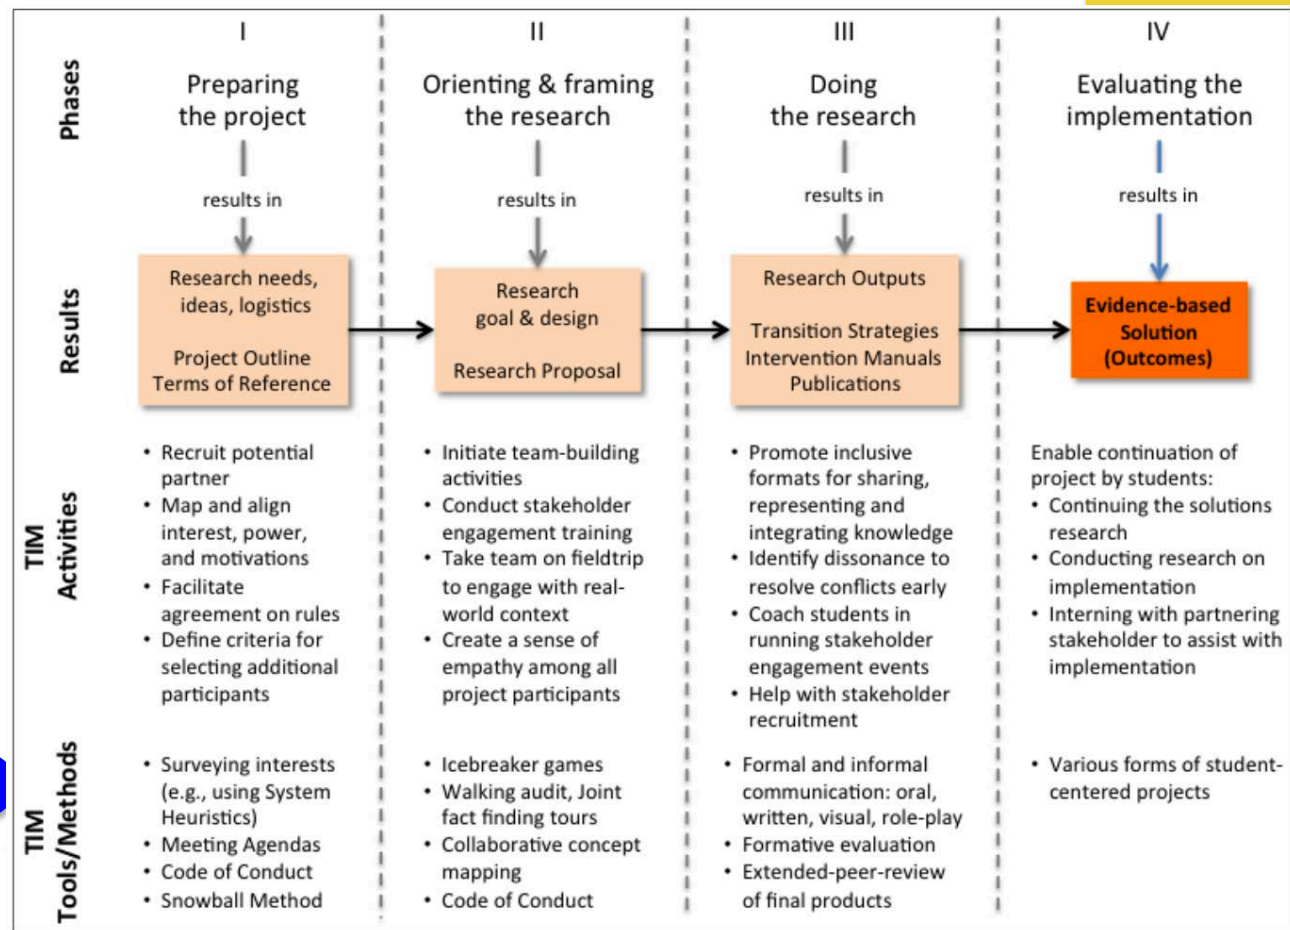 I
II
III
IV
Phases
Preparing
the project
Orienting & framing
the research
Doing
the research
Evaluating the
implementation
results in
results in
results in
results in
Results
Research needs,
ideas, logistics
Project Outline
Terms of Reference
Research
goal & design
Research Proposal
Research Outputs
Transition Strategies
Intervention Manuals
Publications
Evidence-based
Solution
(Outcomes)
TIM
Activities
• Recruit potential
partner
• Map and align
interest, power,
and motivations
• Facilitate
agreement on rules
• Define criteria for
selecting additional
participants
• Initiate team-building
activities
• Conduct stakeholder
engagement training
• Take team on fieldtrip
to engage with real-
world context
• Create a sense of
empathy among all
project participants
• Promote inclusive
formats for sharing,
representing and
integrating knowledge
• Identify dissonance to
resolve conflicts early
• Coach students in
running stakeholder
engagement events
• Help with stakeholder
recruitment
Enable continuation of
project by students:
• Continuing the solutions
research
• Conducting research on
implementation
• Interning with partnering
stakeholder to assist with
implementation
TIM
Tools/Methods
• Surveying interests
(e.g., using System
Heuristics)
• Meeting Agendas
• Code of Conduct
• Snowball Method
• Icebreaker games
• Walking audit, Joint
fact finding tours
• Collaborative concept
mapping
• Code of Conduct
• Formal and informal
communication: oral,
written, visual, role-play
• Formative evaluation
• Extended-peer-review
of final products
• Various forms of student-
centered projects